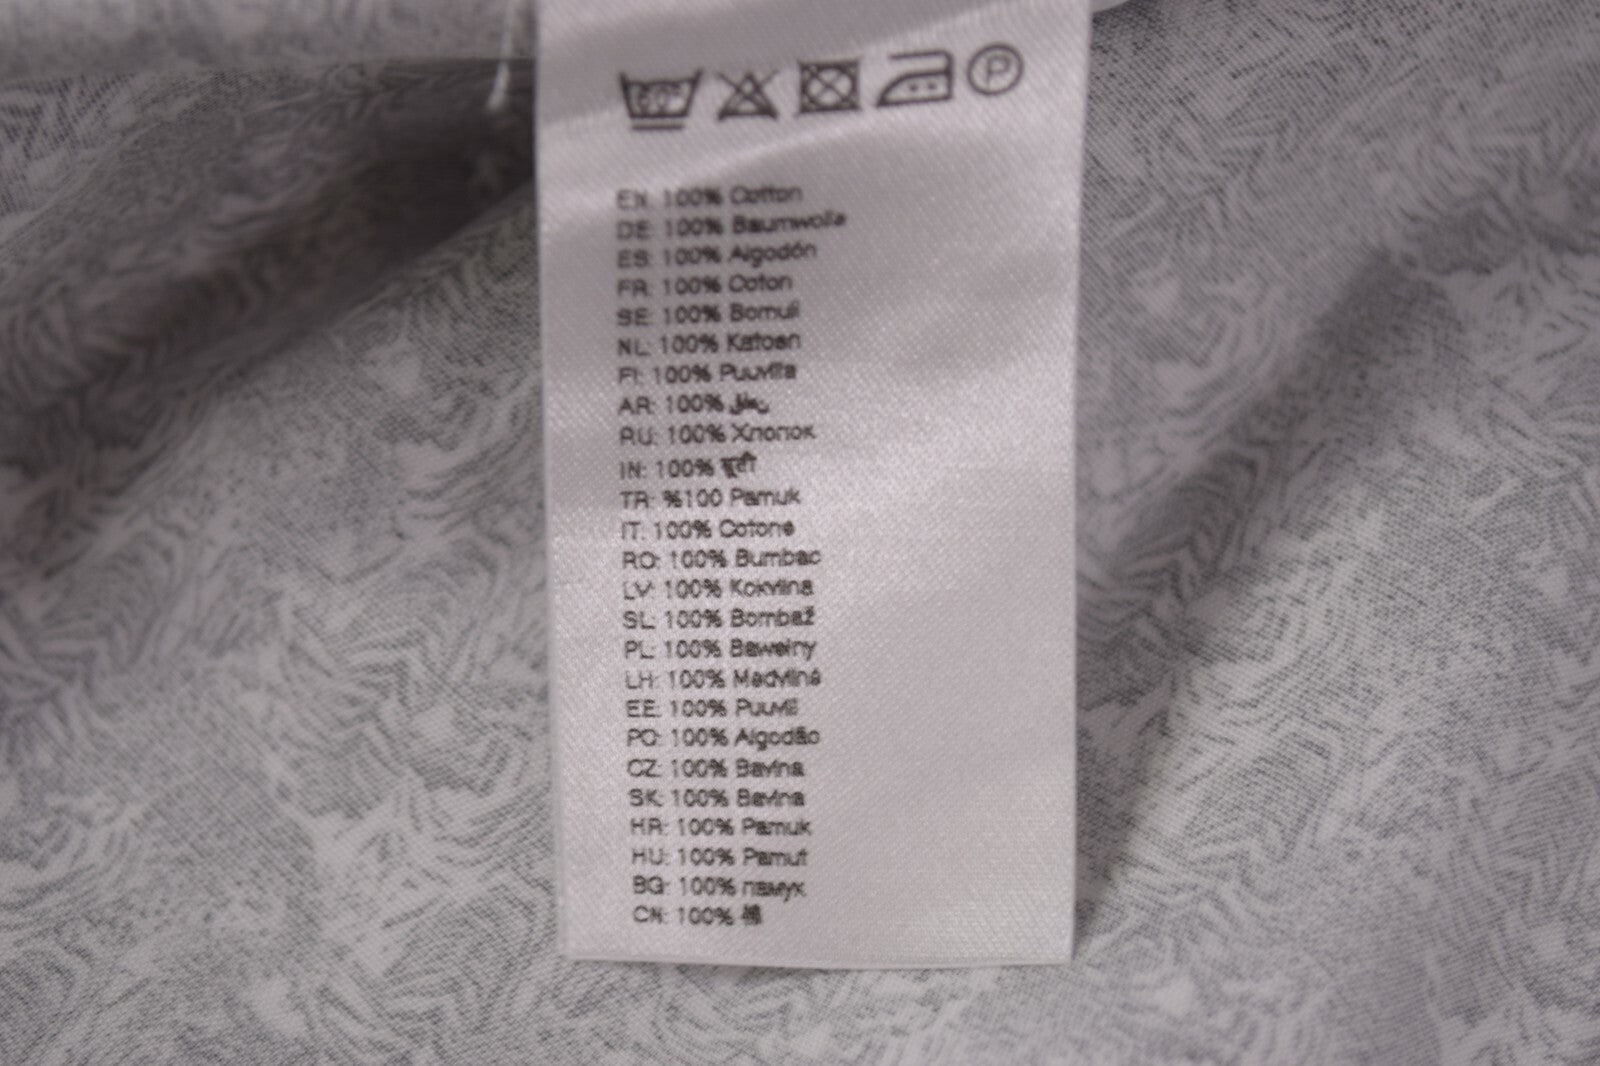 P
EN: 100% Cotton
DE: 100% Baumwolle
ES: 100% Algodón
FR: 100% Coton
SE: 100% Bomull
NL: 100% Katoen
FI: 100% Puuvilla
AR: 100%
RU: 100% Хлопок
IN: 100% सूती
TR: %100 Pamuk
IT: 100% Cotone
RO: 100% Bumbac
LV: 100% Kokvilna
SL: 100% Bombaž
PL: 100% Bawełny
LH: 100% Medvilnė
EE: 100% Puuvill
PO: 100% Algodão
CZ: 100% Bavlna
SK: 100% Bavlna
HR: 100% Pamuk
HU: 100% Pamut
BG: 100% памук
CN: 100% 棉